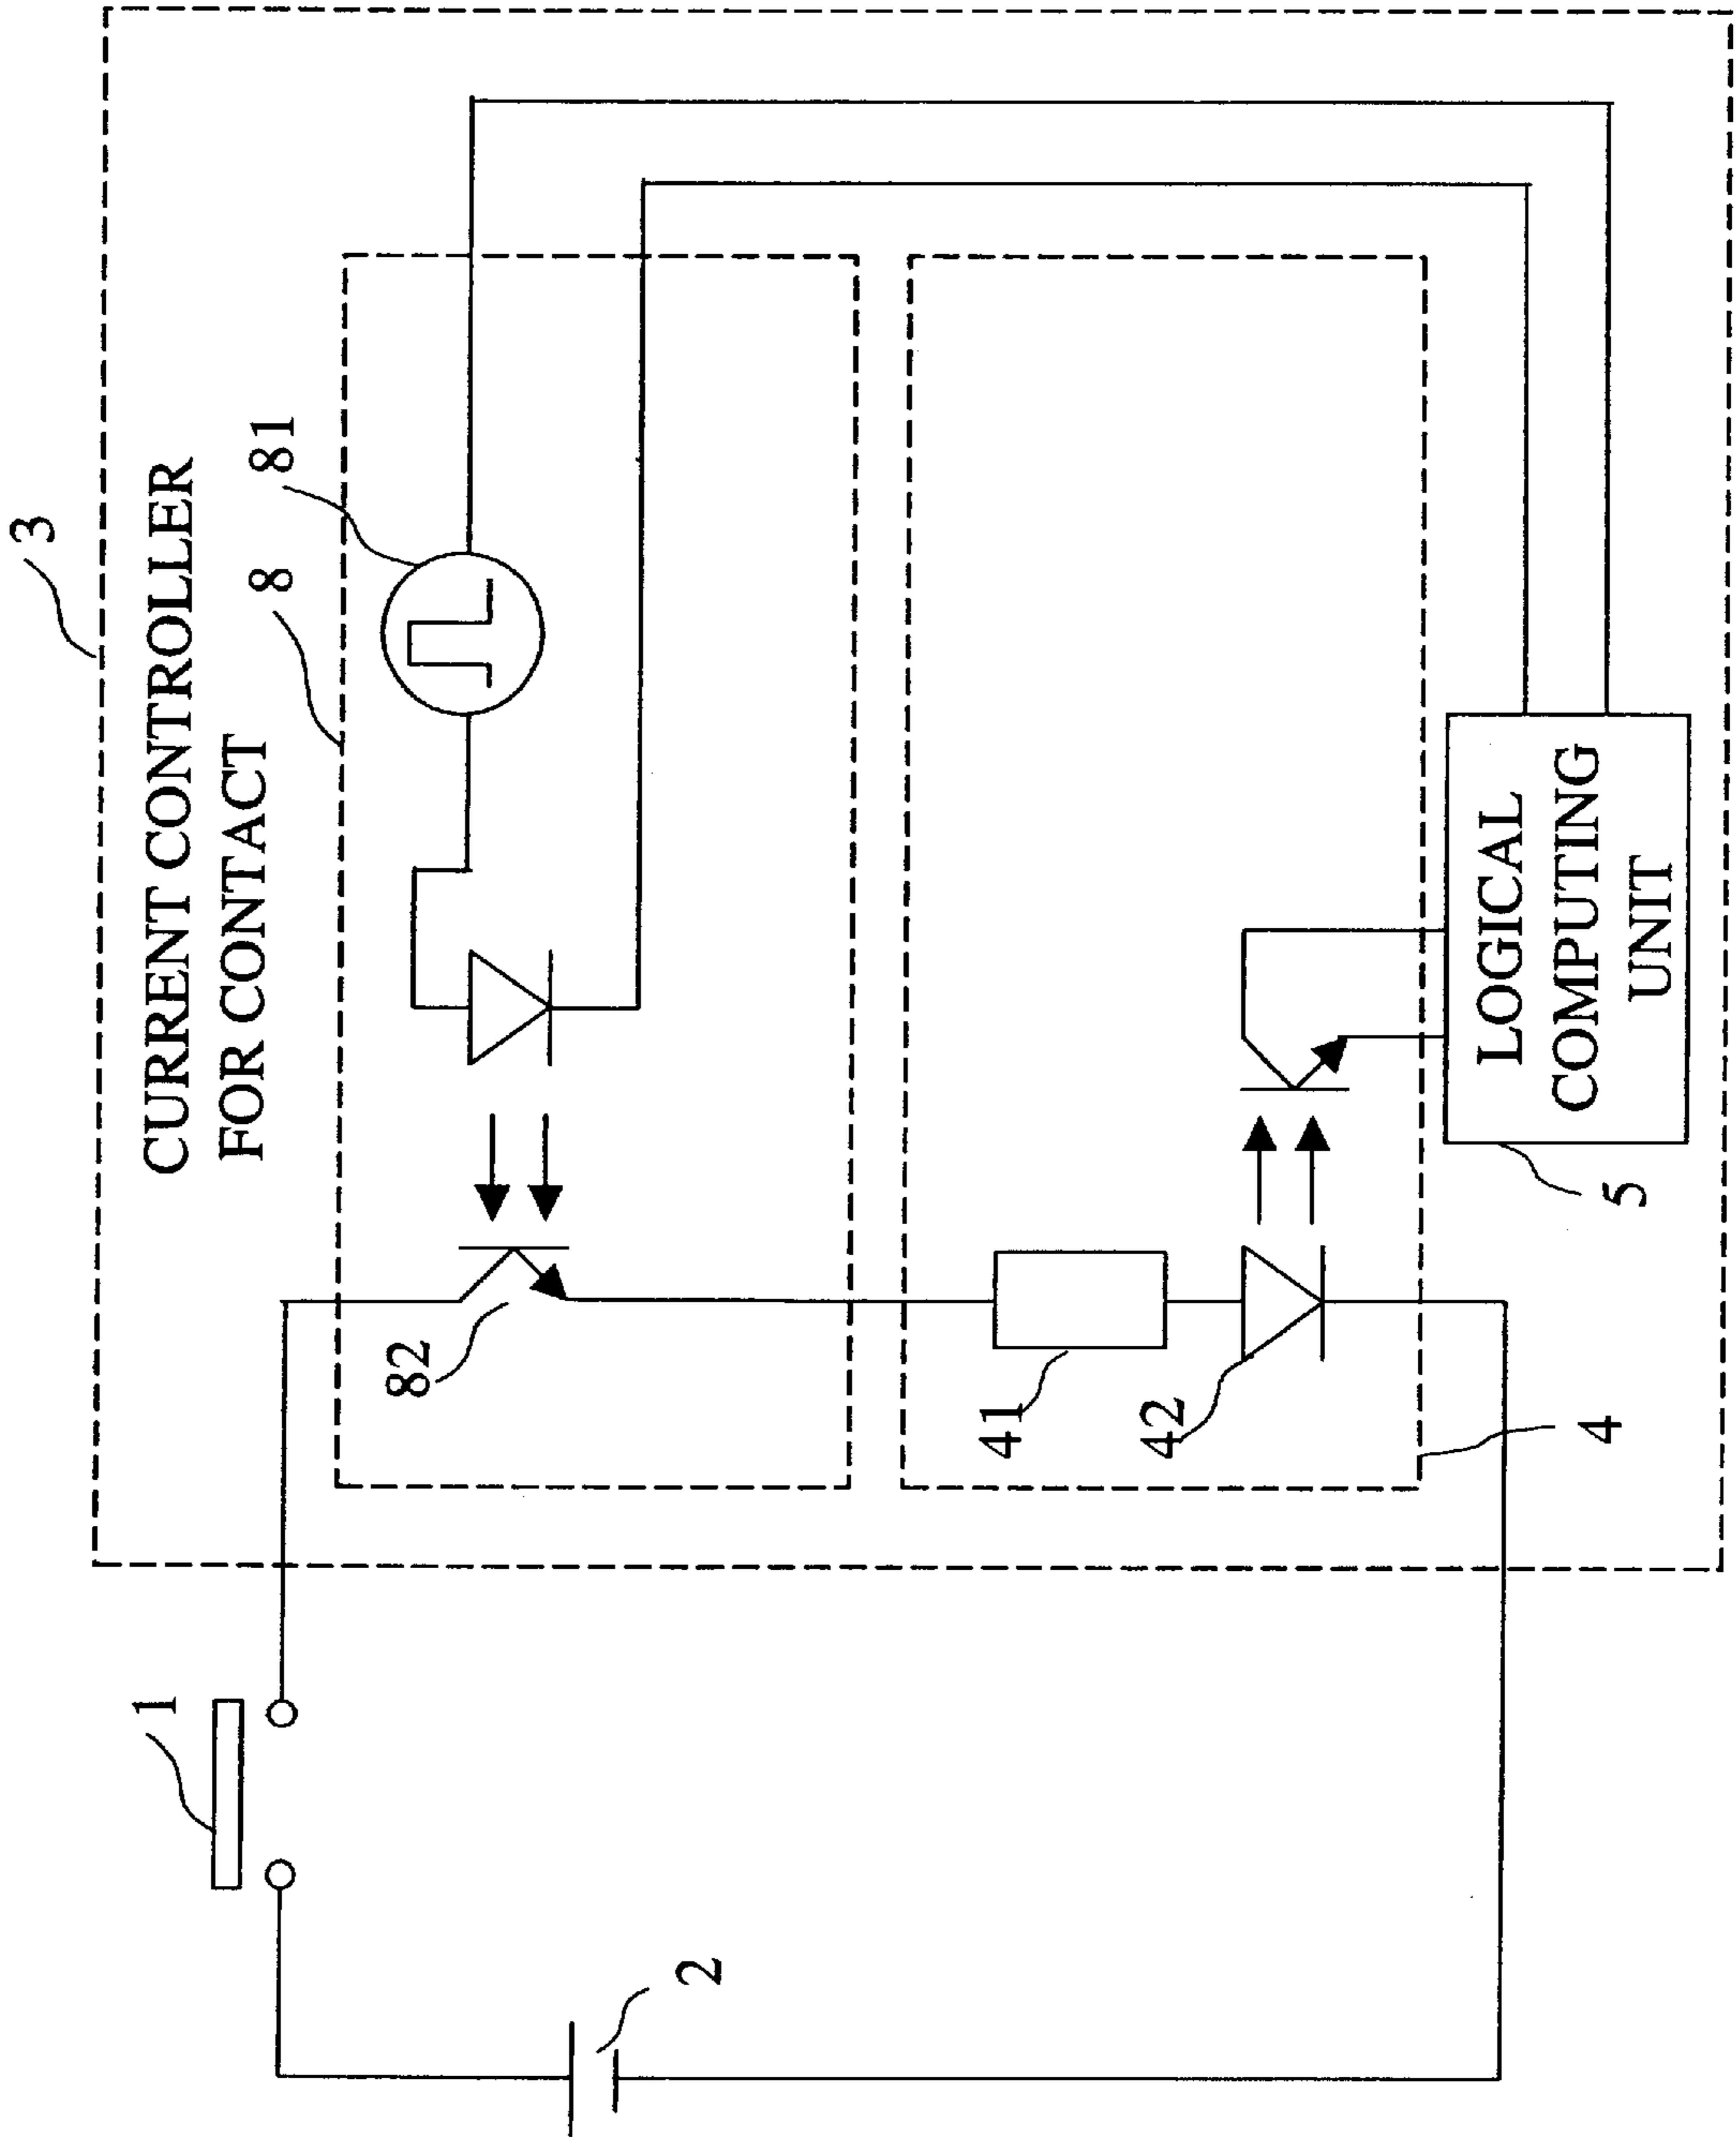 3
CURRENT CONTROLLER
FOR CONTACT
8
81
82
1
2
41
42
4
5
LOGICAL
COMPUTING
UNIT